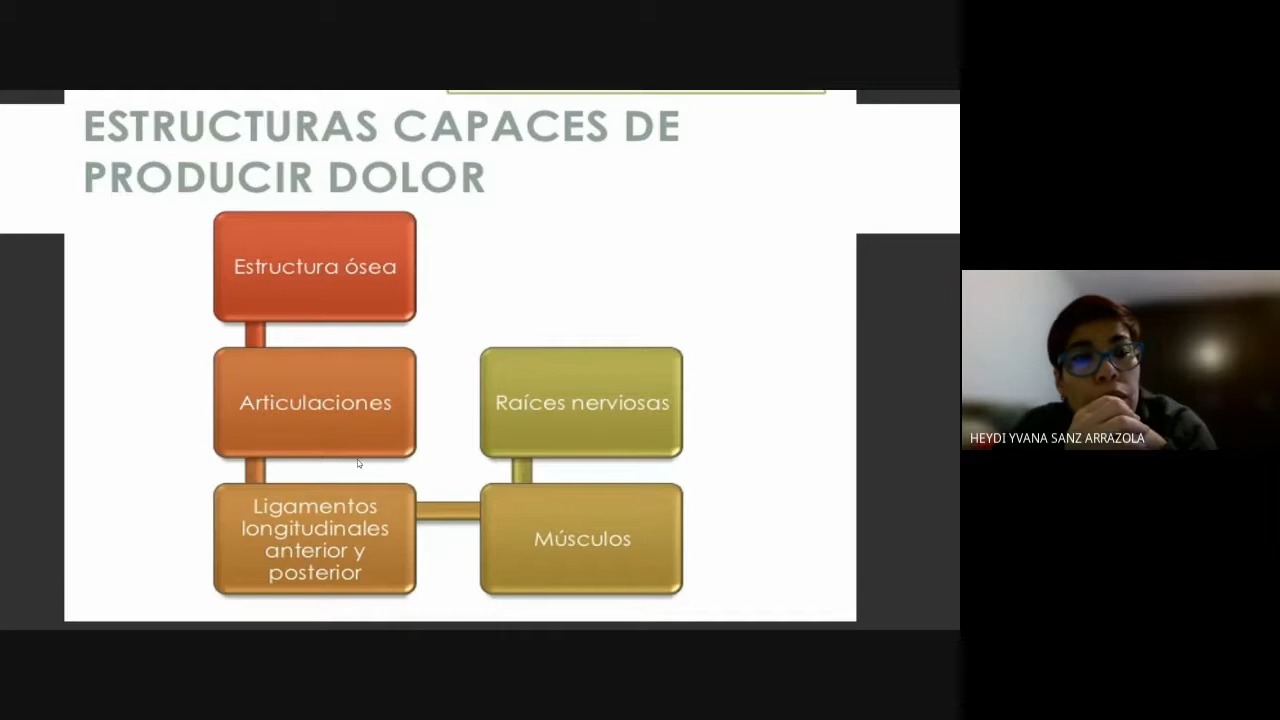 ESTRUCTURAS CAPACES DE
PRODUCIR DOLOR
Estructura ósea
Articulaciones
Ligamentos
longitudinales
anterior y
posterior
Músculos
Raíces nerviosas
HEYDI YVANA SANZ ARRAZOLA